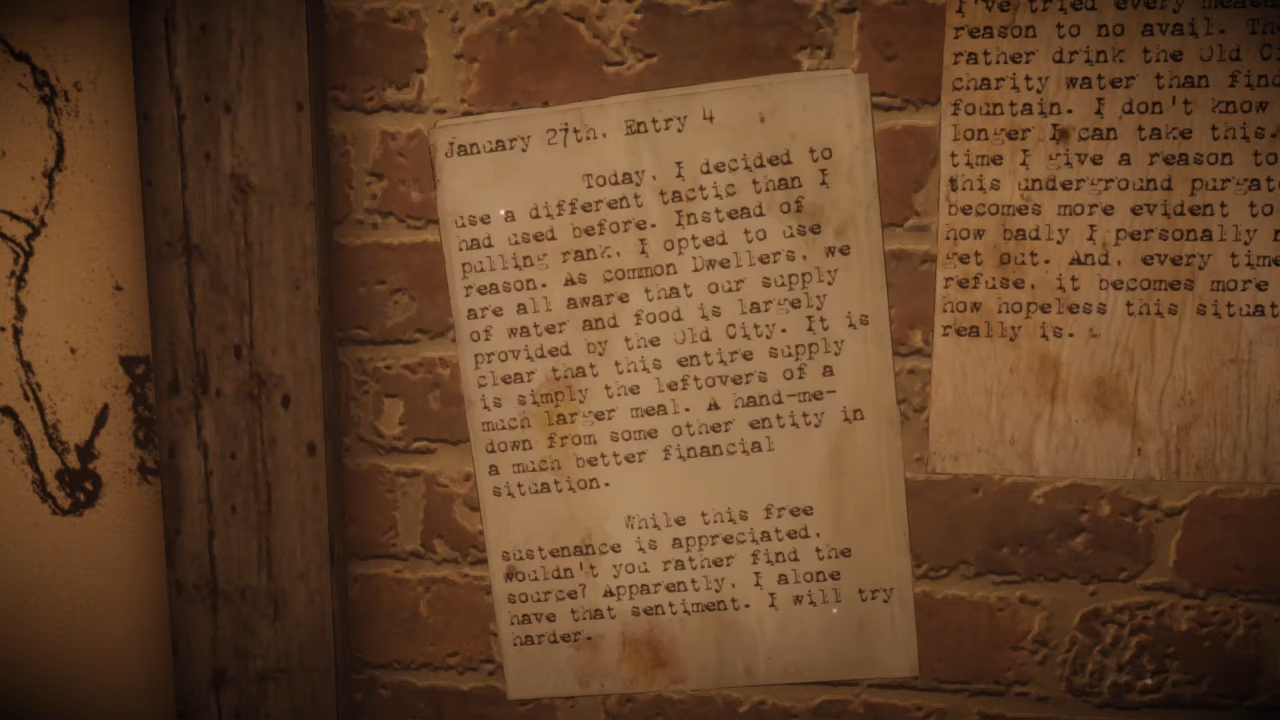 January 27th, Entry 4
Today, I decided to
use a different tactic than I
had used before. Instead of
pulling rank, I opted to use
reason. As common Dwellers, we
are all aware that our supply
of water and food is largely
provided by the Old City. It is
clear that this entire supply
is simply the leftovers of a
much larger meal. A hand-me-
down from some other entity in
a much better financial
situation.
While this free
sustenance is appreciated,
wouldn't you rather find the
source? Apparently, I alone
have that sentiment. I will try
harder.
I've tried every
reason to no avail.
rather drink the Old
charity water than
fountain. I don't know
longer I can take this.
time I give a reason to
this underground
becomes more evident to
how badly I personally
get out. And, every time
refuse, it becomes more
how hopeless this
really is.